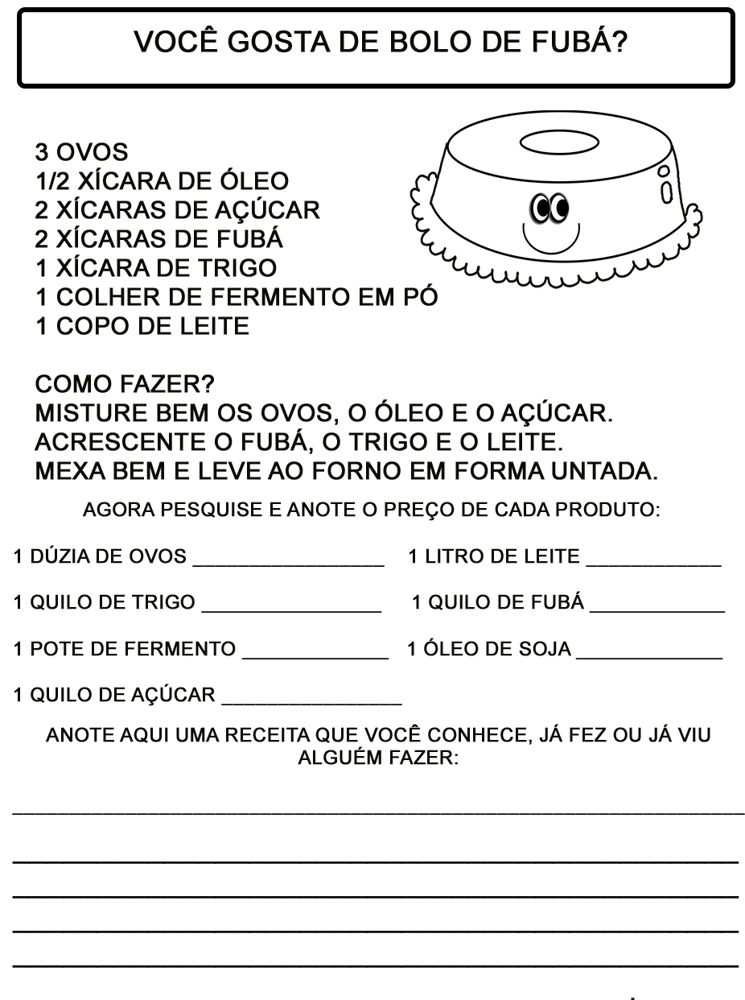 VOCÊ GOSTA DE BOLO DE FUBÁ?
3 OVOS
1/2 XÍCARA DE ÓLEO
2 XÍCARAS DE AÇÚCAR
2 XÍCARAS DE FUBÁ
1 XÍCARA DE TRIGO
1 COLHER DE FERMENTO EM PÓ
1 COPO DE LEITE
COMO FAZER?
MISTURE BEM OS OVOS, O ÓLEO E O AÇÚCAR.
ACRESCENTE O FUBÁ, O TRIGO E O LEITE.
MEXA BEM E LEVE AO FORNO EM FORMA UNTADA.
AGORA PESQUISE E ANOTE O PREÇO DE CADA PRODUTO:
1 DÚZIA DE OVOS _________________ 1 LITRO DE LEITE ____________
1 QUILO DE TRIGO ________________ 1 QUILO DE FUBÁ ____________
1 POTE DE FERMENTO _____________ 1 ÓLEO DE SOJA _____________
1 QUILO DE AÇÚCAR ________________
ANOTE AQUI UMA RECEITA QUE VOCÊ CONHECE, JÁ FEZ OU JÁ VIU
ALGUÉM FAZER: